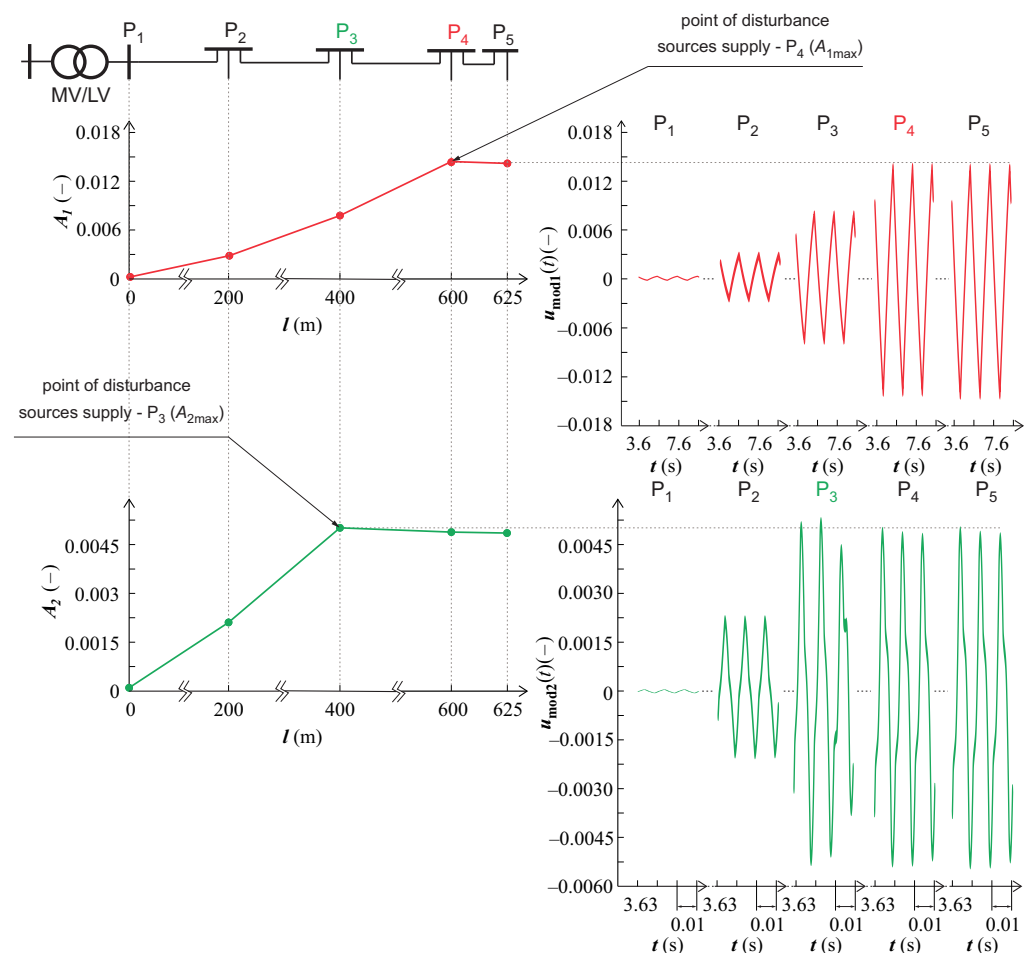 P1 P2 P3 P4 P5
MV/LV
point of disturbance
sources supply - P4 (A1max)
A1 (−)
0.018
0.012
0.006
0
0 200 400 600 625
l (m)
umod1(t)(−)
P1 P2 P3 P4 P5
0.018
0.012
0.006
0
−0.006
−0.012
−0.018
3.6 7.6 3.6 7.6 3.6 7.6 3.6 7.6 3.6 7.6
t (s) t (s) t (s) t (s) t (s)
point of disturbance
sources supply - P3 (A2max)
A2 (−)
0.0045
0.003
0.0015
0
0 200 400 600 625
l (m)
umod2(t)(−)
P1 P2 P3 P4 P5
0.0045
0.0030
0.0015
0
−0.0015
−0.0030
−0.0045
−0.0060
3.63 3.63 3.63 3.63 3.63
0.01 0.01 0.01 0.01 0.01
t (s) t (s) t (s) t (s) t (s)